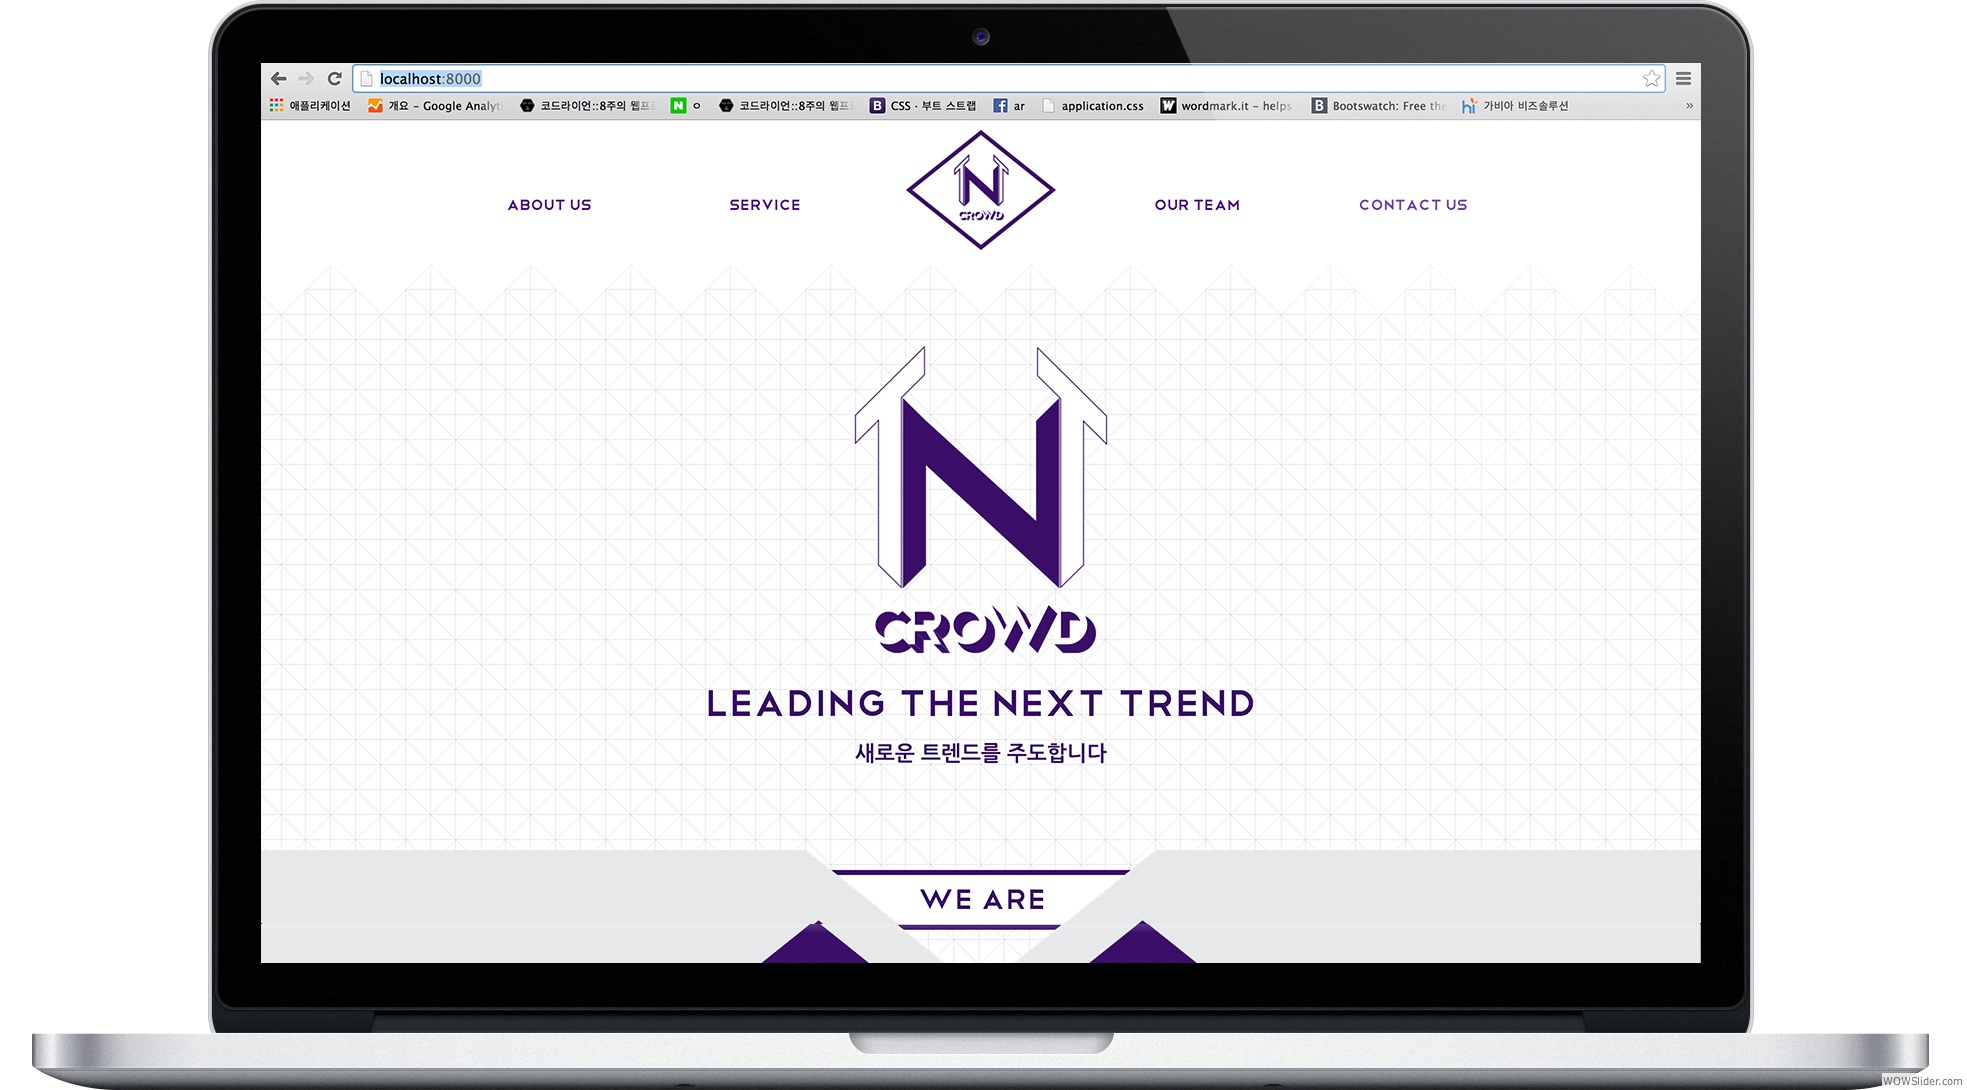 localhost:8000
애플리케이션 개요 – Google Analyt 코드라이언::8주의 웹프 ㅇ 코드라이언::8주의 웹프 CSS · 부트 스트랩 ar application.css wordmark.it – helps Bootswatch: Free the 가비아 비즈솔루션 »
ABOUT US SERVICE N CROWD OUR TEAM CONTACT US
N
CROWD
LEADING THE NEXT TREND
새로운 트렌드를 주도합니다
WE ARE
WOWSlider.com